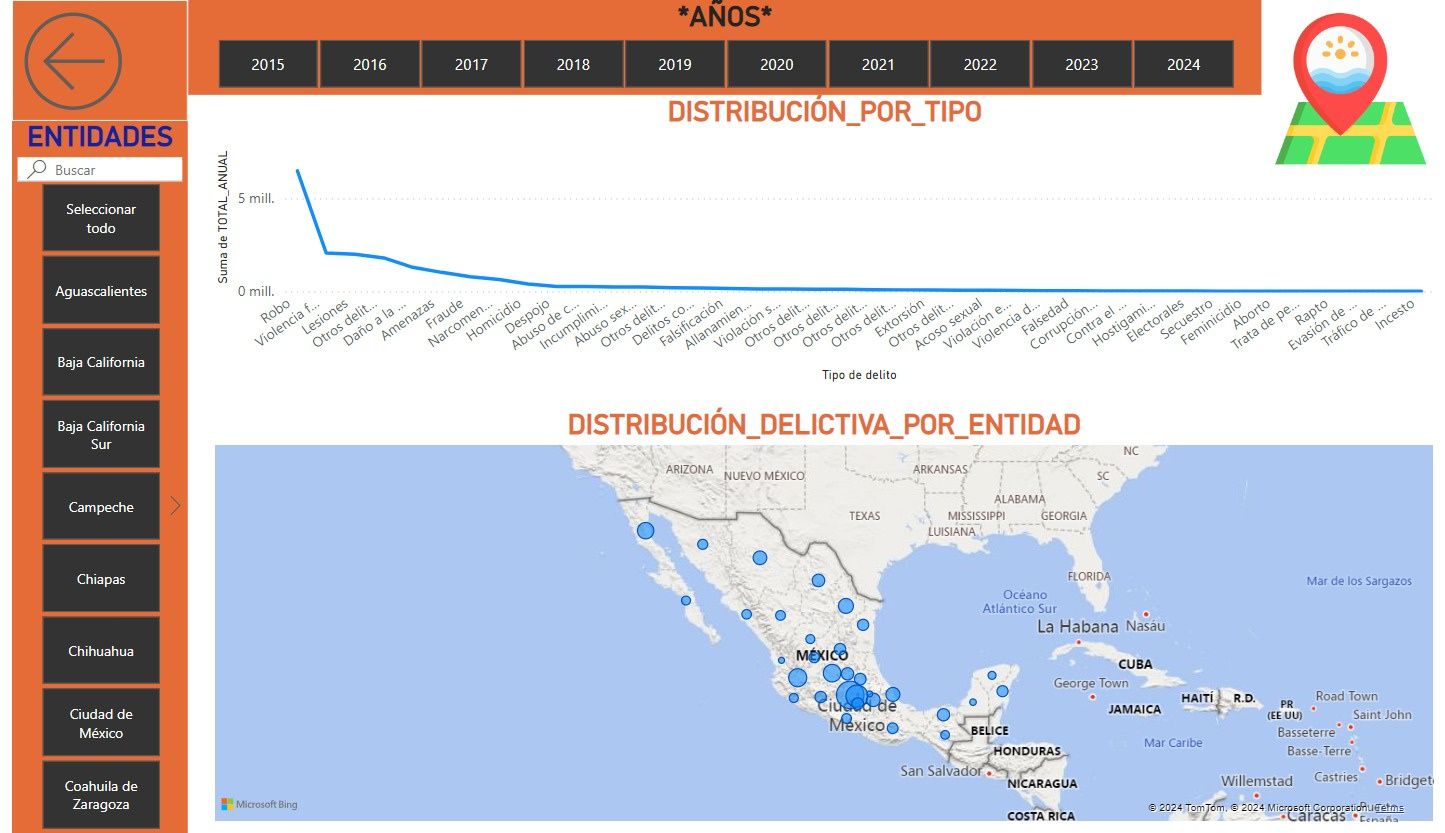 *AÑOS*
2015
2016
2017
2018
2019
2020
2021
2022
2023
2024
ENTIDADES
Buscar
Seleccionar
todo
Aguascalientes
Baja California
Baja California
Sur
Campeche
Chiapas
Chihuahua
Ciudad de
México
Coahuila de
Zaragoza
DISTRIBUCIÓN_POR_TIPO
Suma de TOTAL_ANUAL
5 mill.
0 mill.
Robo
Violencia f...
Lesiones
Otros delit...
Daño a la ...
Amenazas
Fraude
Narcomen...
Homicidio
Despojo
Abuso de c...
Incumplimi...
Abuso sex...
Otros delit...
Delitos co...
Falsificación
Allanamien...
Violación s...
Otros delit...
Otros delit...
Otros delit...
Otros delit...
Extorsión
Otros delit...
Acoso sexual
Violación e...
Violencia d...
Falsedad
Corrupción...
Contra el ...
Hostigami...
Electorales
Secuestro
Feminicidio
Aborto
Trata de pe...
Rapto
Evasión de ...
Tráfico de ...
Incesto
Tipo de delito
DISTRIBUCIÓN_DELICTIVA_POR_ENTIDAD
NC
ARIZONA
NUEVO MÉXICO
ARKANSAS
SC
ALABAMA
TEXAS
MISSISSIPPI
GEORGIA
LUISIANA
FLORIDA
Mar de los Sargazos
Océano
Atlántico Sur
La Habana
Nasáu
MÉXICO
CUBA
George Town
HAITÍ
R.D.
Road Town
PR
(EE UU)
JAMAICA
Saint John
Ciudad de
México
BELICE
Basseterre
Mar Caribe
Basse-Terre
HONDURAS
San Salvador
Castries
NICARAGUA
Willemstad
Bridget
Microsoft Bing
© 2024 TomTom, © 2024 Microsoft Corporation
Terms
COSTA RICA
Caracas
España